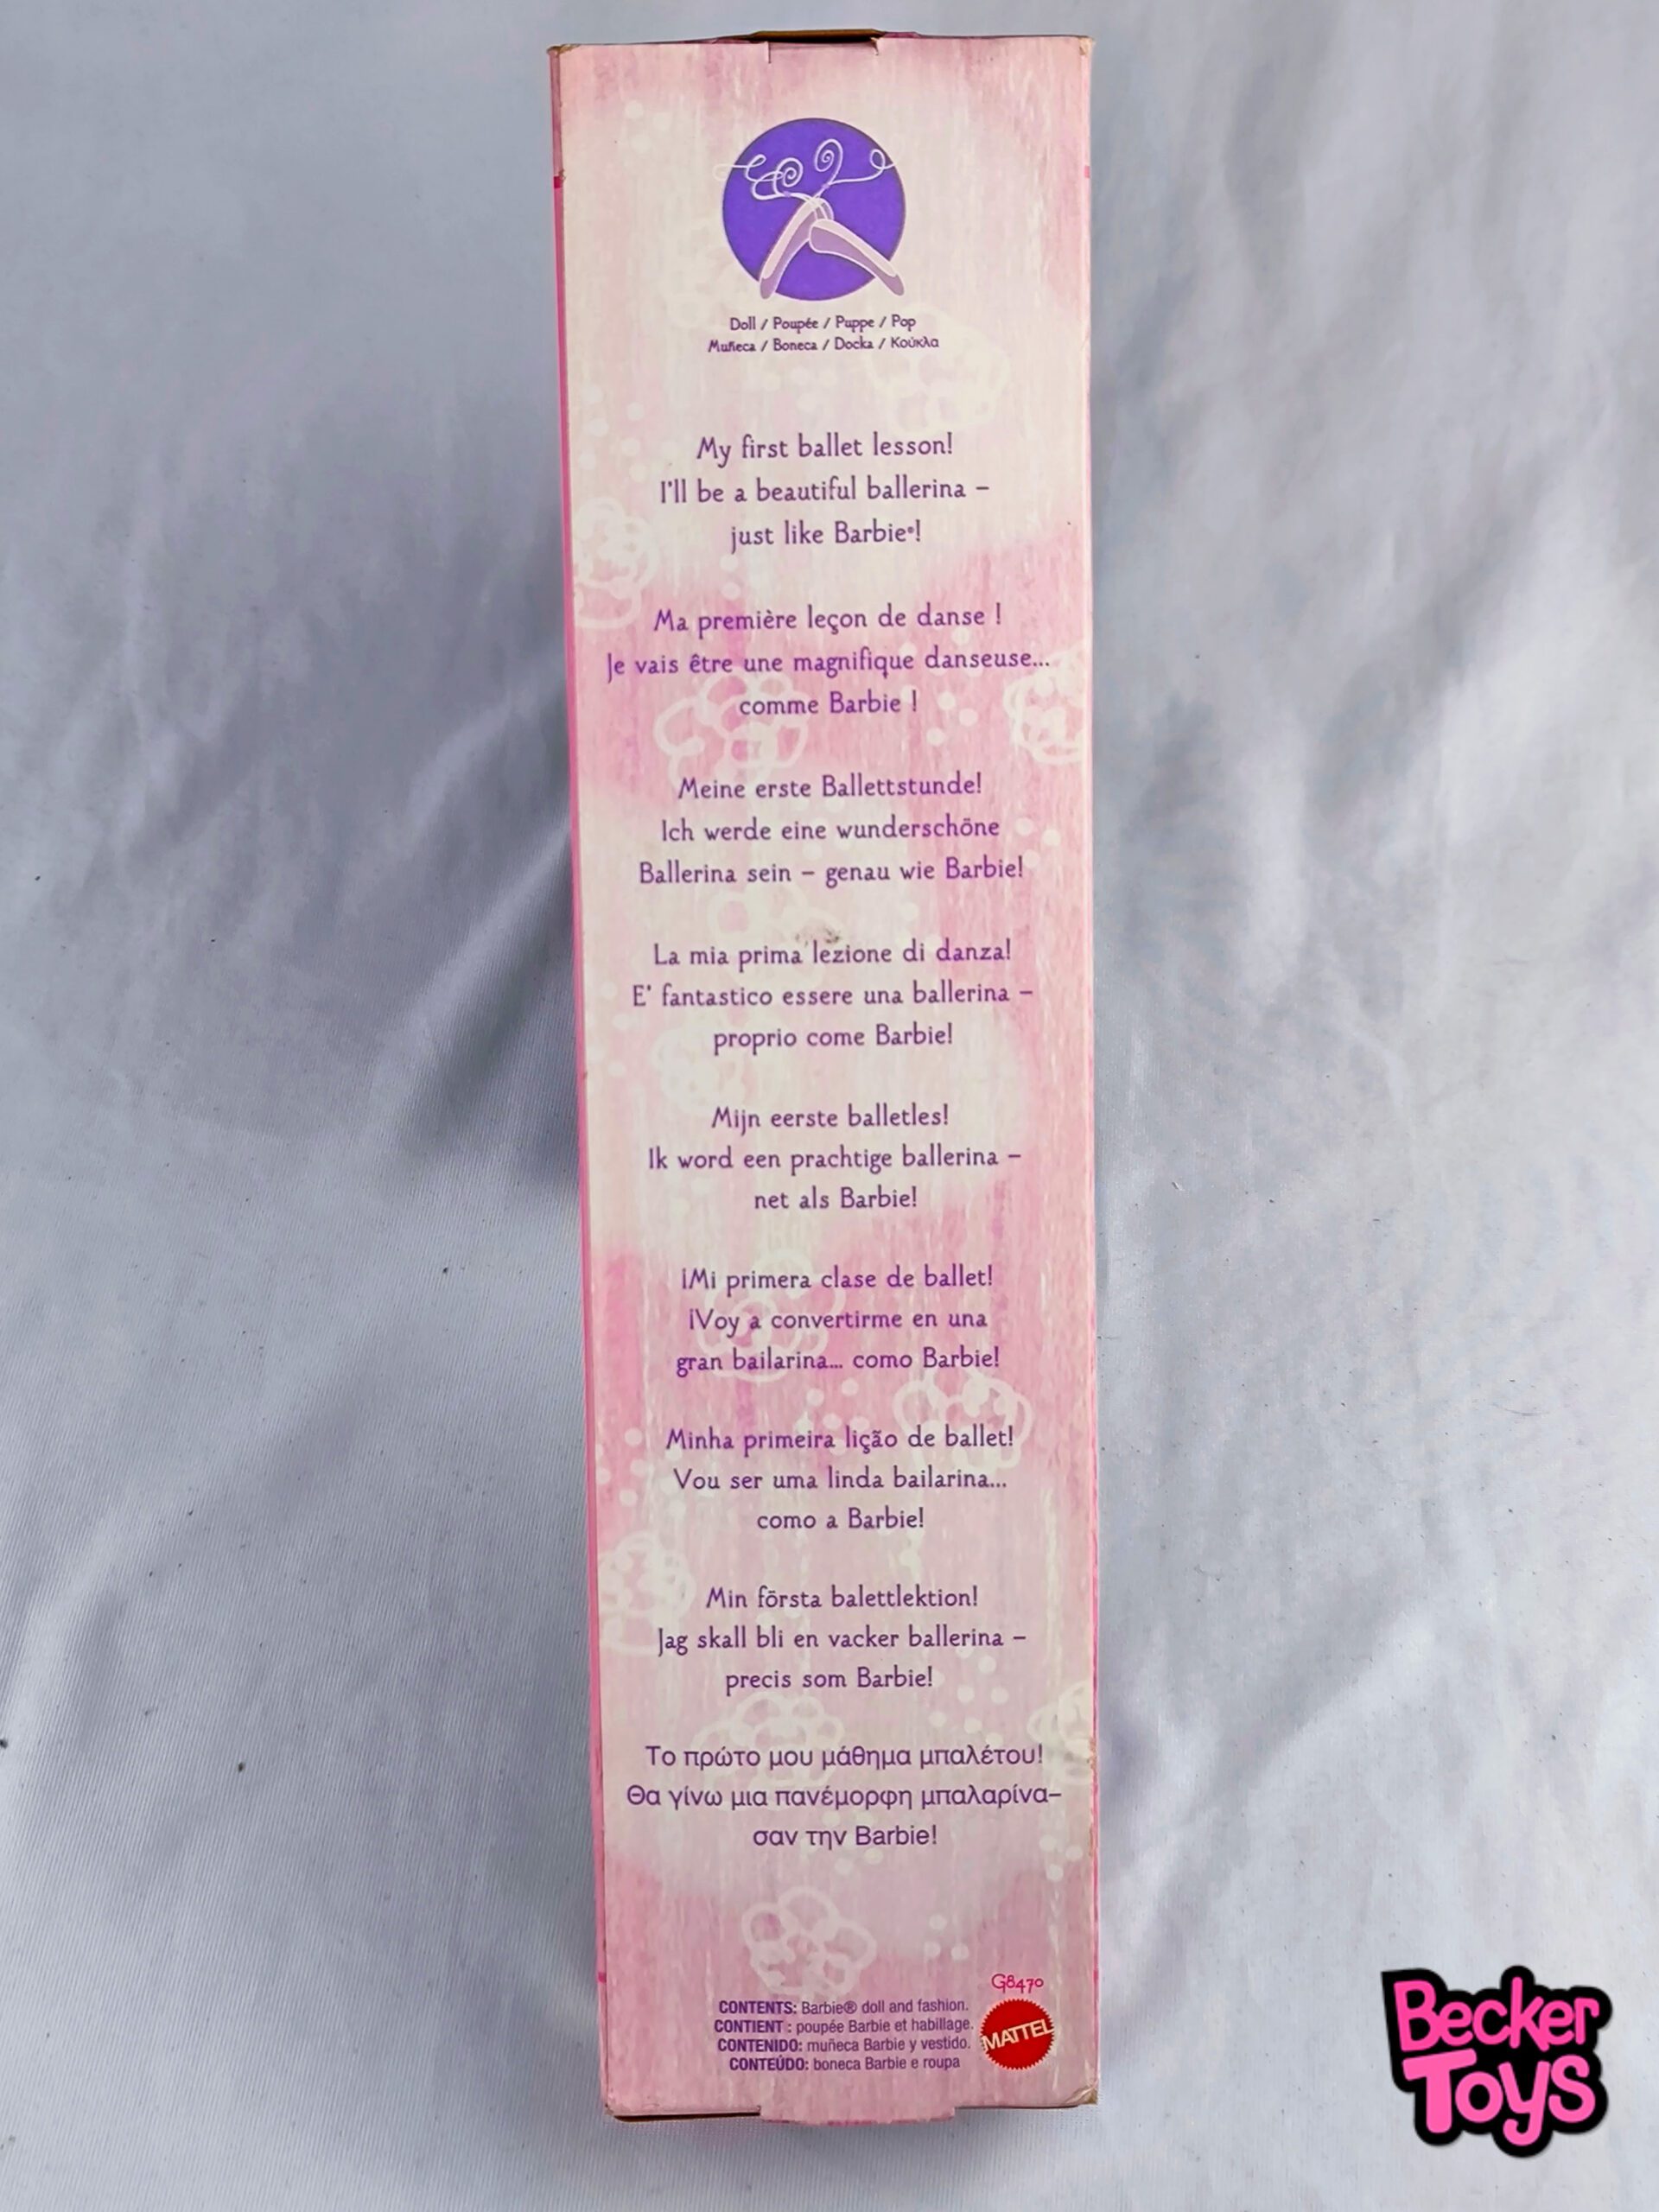 Doll / Poupée / Puppe / Pop
Muñeca / Boneca / Docka / Κούκλα
My first ballet lesson!
I'll be a beautiful ballerina –
just like Barbie®!
Ma première leçon de danse !
Je vais être une magnifique danseuse...
comme Barbie !
Meine erste Ballettstunde!
Ich werde eine wunderschöne
Ballerina sein – genau wie Barbie!
La mia prima lezione di danza!
E' fantastico essere una ballerina –
proprio come Barbie!
Mijn eerste balletles!
Ik word een prachtige ballerina –
net als Barbie!
¡Mi primera clase de ballet!
¡Voy a convertirme en una
gran bailarina... como Barbie!
Minha primeira lição de ballet!
Vou ser uma linda bailarina...
como a Barbie!
Min första balettlektion!
Jag skall bli en vacker ballerina –
precis som Barbie!
Το πρώτο μου μάθημα μπαλέτου!
Θα γίνω μια πανέμορφη μπαλαρίνα–
σαν την Barbie!
G8470
CONTENTS: Barbie® doll and fashion.
CONTIENT : poupée Barbie et habillage.
CONTENIDO: muñeca Barbie y vestido.
CONTEÚDO: boneca Barbie e roupa
MATTEL
Becker
Toys